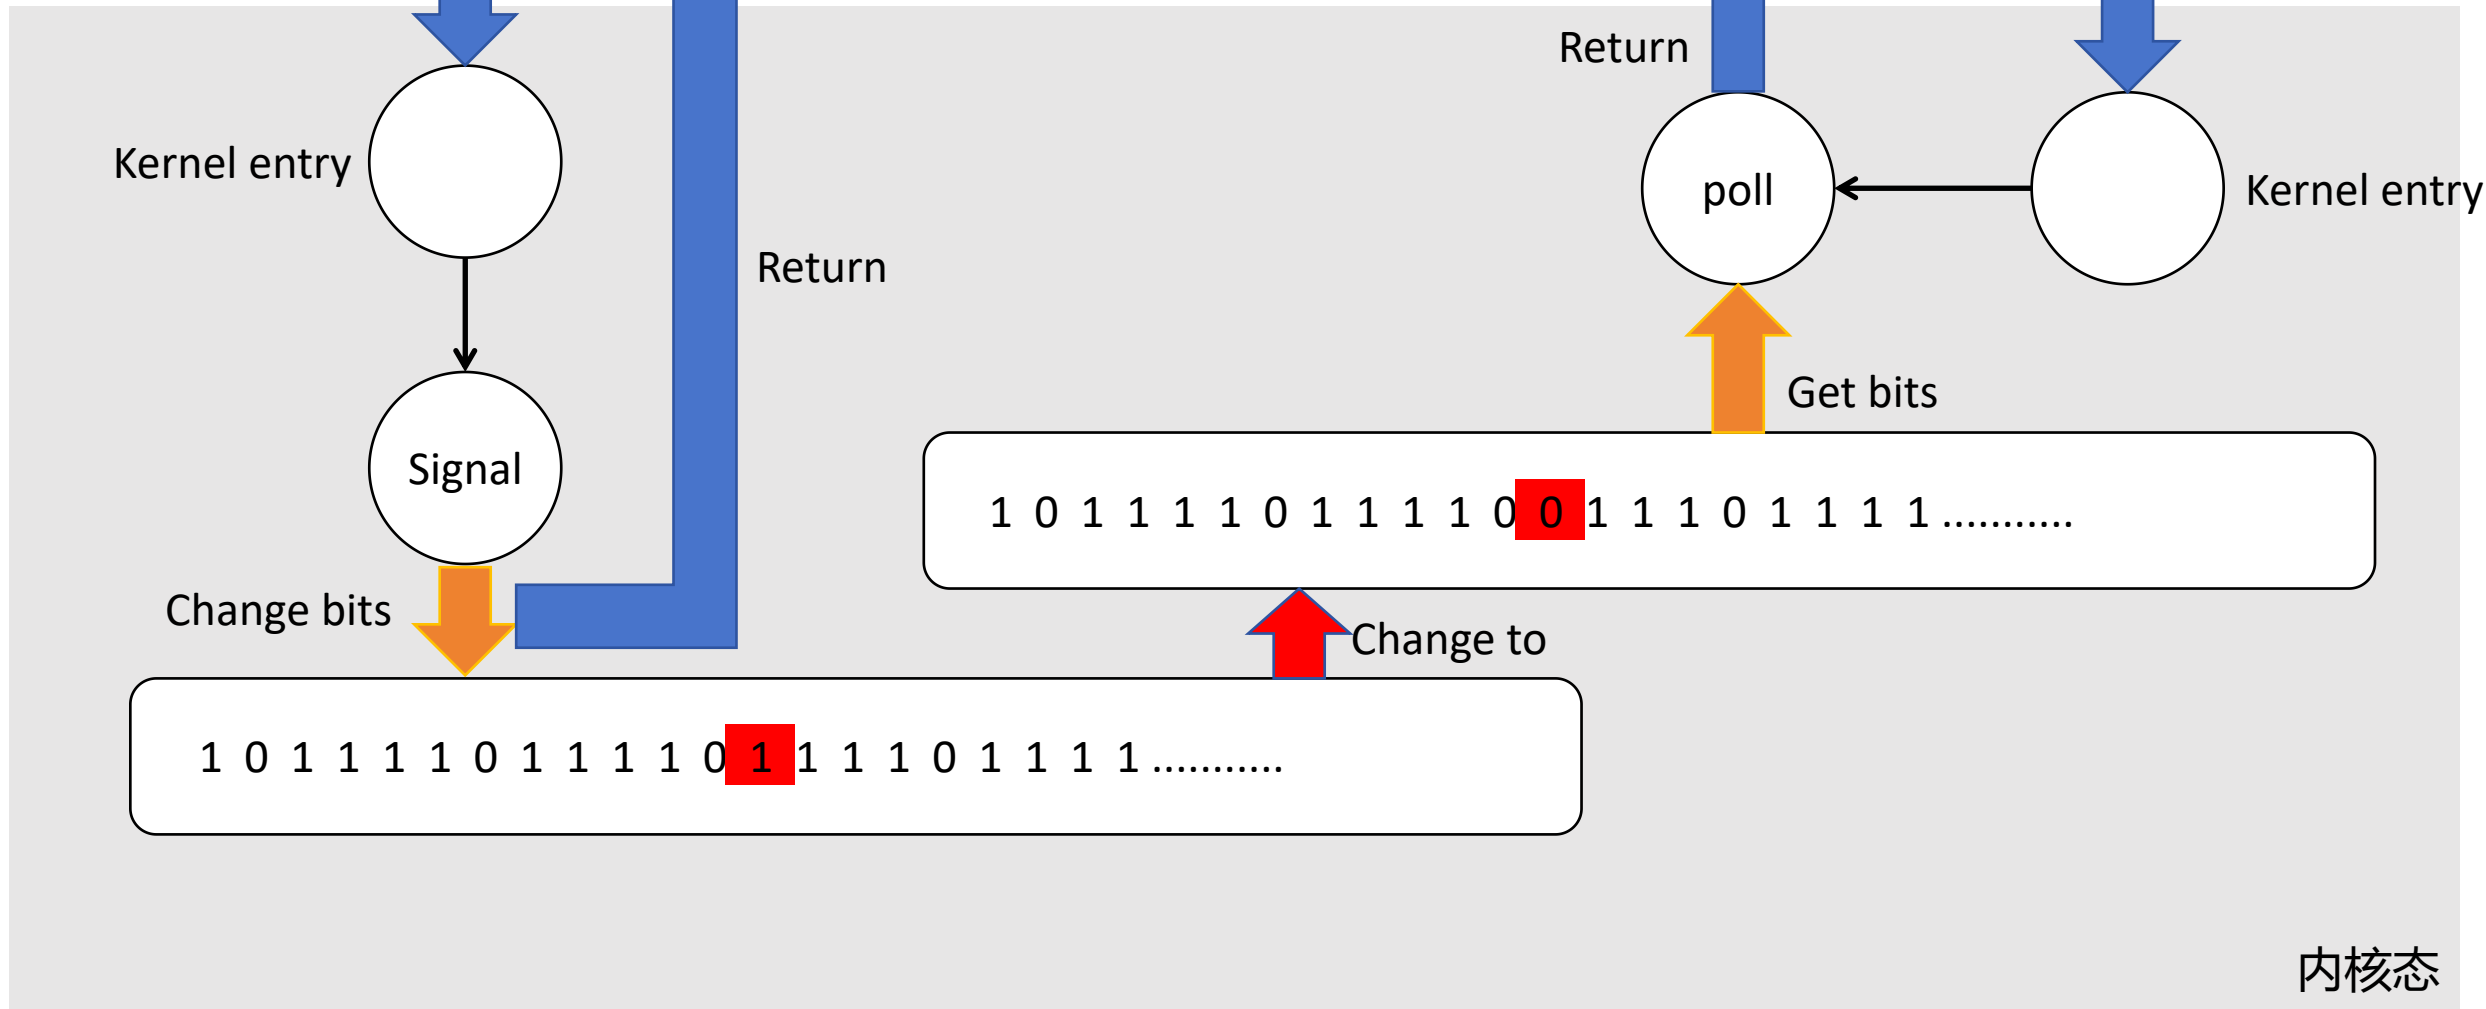 Return
Kernel entry
poll
Kernel entry
Return
Get bits
Signal
1 0 1 1 1 1 0 1 1 1 1 0 0 1 1 1 0 1 1 1 1 ...........
Change bits
Change to
1 0 1 1 1 1 0 1 1 1 1 0 1 1 1 1 0 1 1 1 1 ...........
内核态